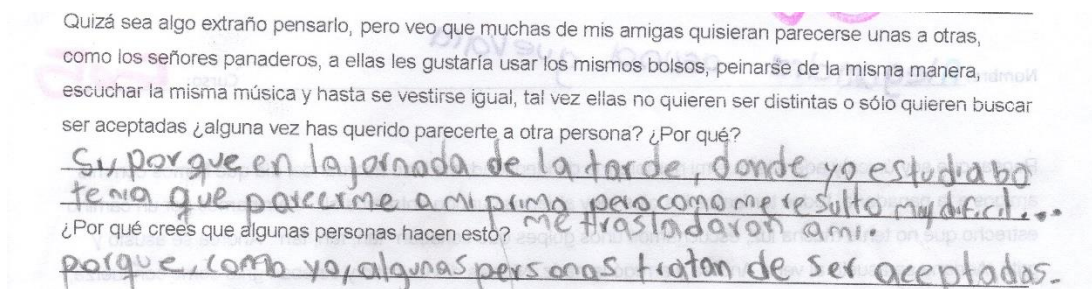 Quizá sea algo extraño pensarlo, pero veo que muchas de mis amigas quisieran parecerse unas a otras,
como los señores panaderos, a ellas les gustaría usar los mismos bolsos, peinarse de la misma manera,
escuchar la misma música y hasta se vestirse igual, tal vez ellas no quieren ser distintas o sólo quieren buscar
ser aceptadas ¿alguna vez has querido parecerte a otra persona? ¿Por qué?
Si, por que en la jornada de la tarde, donde yo estudiaba
tenia que parecerme a mi primo pero como me resulto muy dificil...
me trasladaron a mi.
¿Por qué crees que algunas personas hacen esto?
porque como yo, algunas personas tratan de ser aceptadas.